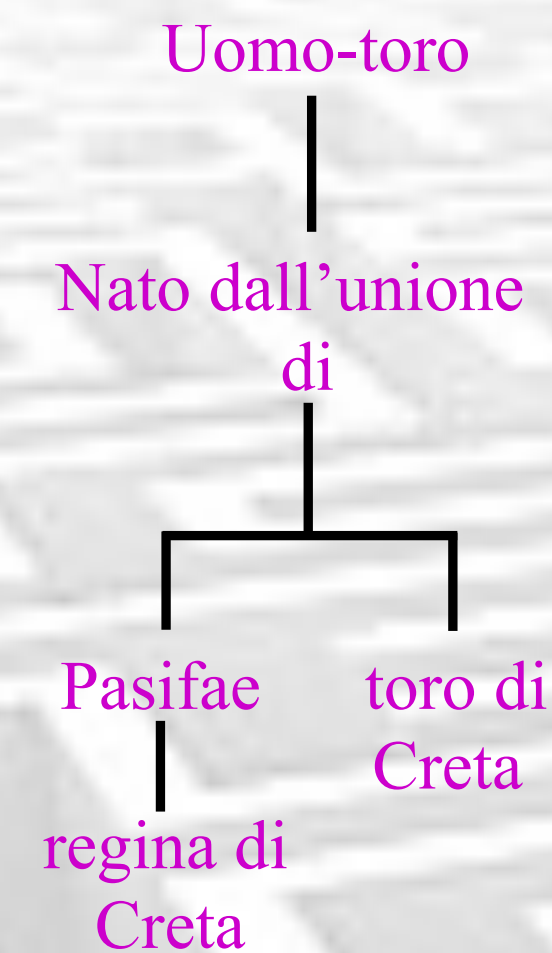 Uomo-toro
Nato dall’unione
di
Pasifae
toro di
Creta
regina di
Creta